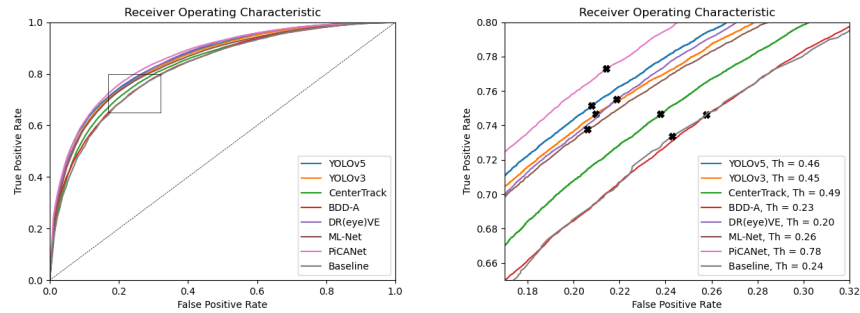 Receiver Operating Characteristic
1.0
0.8
0.6
0.4
0.2
0.0
True Positive Rate
0.0 0.2 0.4 0.6 0.8 1.0
False Positive Rate
YOLOv5
YOLOv3
CenterTrack
BDD-A
DR(eye)VE
ML-Net
PiCANet
Baseline
Receiver Operating Characteristic
0.80
0.78
0.76
0.74
0.72
0.70
0.68
0.66
True Positive Rate
0.18 0.20 0.22 0.24 0.26 0.28 0.30 0.32
False Positive Rate
YOLOv5, Th = 0.46
YOLOv3, Th = 0.45
CenterTrack, Th = 0.49
BDD-A, Th = 0.23
DR(eye)VE, Th = 0.20
ML-Net, Th = 0.26
PiCANet, Th = 0.78
Baseline, Th = 0.24